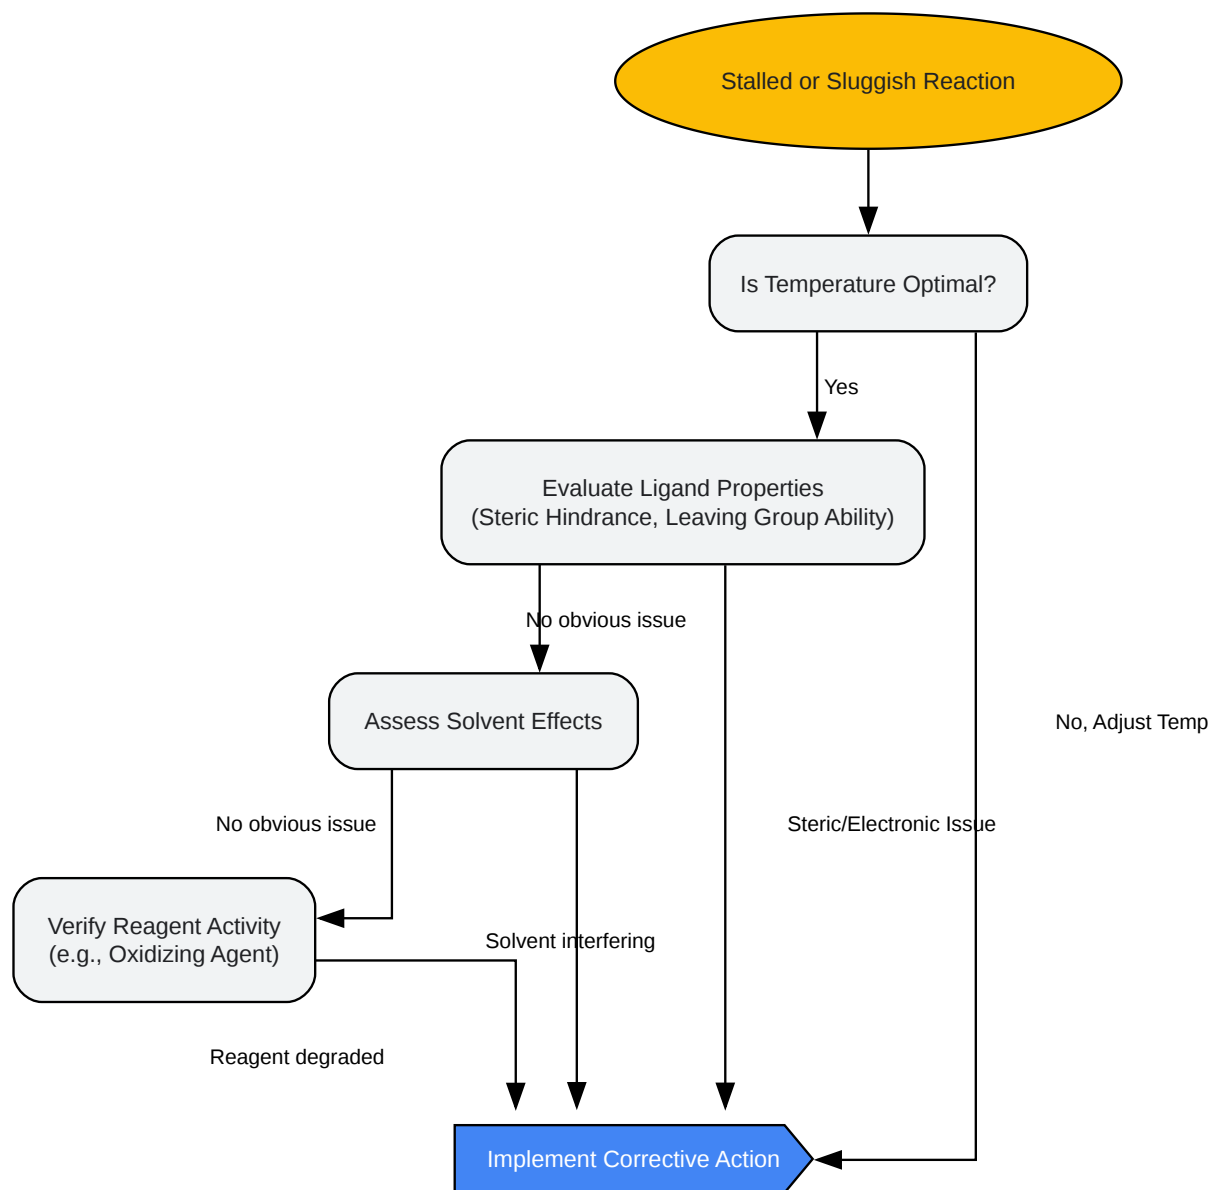 Stalled or Sluggish Reaction
Is Temperature Optimal?
Yes
Evaluate Ligand Properties
(Steric Hindrance, Leaving Group Ability)
No obvious issue
Assess Solvent Effects
No, Adjust Temp
No obvious issue
Steric/Electronic Issue
Verify Reagent Activity
(e.g., Oxidizing Agent)
Solvent interfering
Reagent degraded
Implement Corrective Action